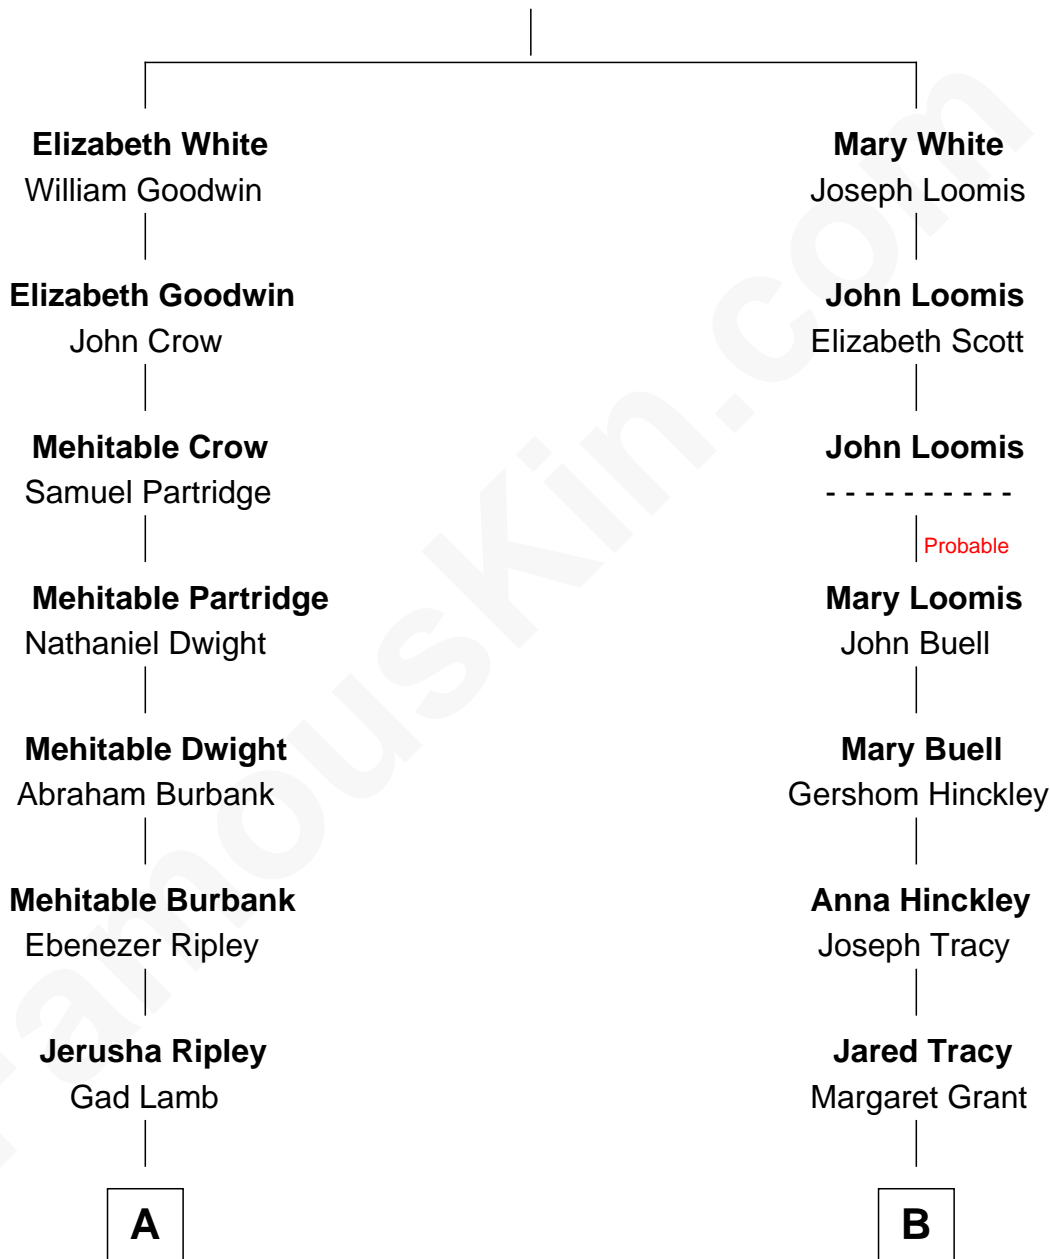 Elizabeth White
William Goodwin
Elizabeth Goodwin
John Crow
Mehitable Crow
Samuel Partridge
Mehitable Partridge
Nathaniel Dwight
Mehitable Dwight
Abraham Burbank
Mehitable Burbank
Ebenezer Ripley
Jerusha Ripley
Gad Lamb
A
Mary White
Joseph Loomis
John Loomis
Elizabeth Scott
John Loomis
- - - - - - - - - -
Probable
Mary Loomis
John Buell
Mary Buell
Gershom Hinckley
Anna Hinckley
Joseph Tracy
Jared Tracy
Margaret Grant
B
FamousKin.com